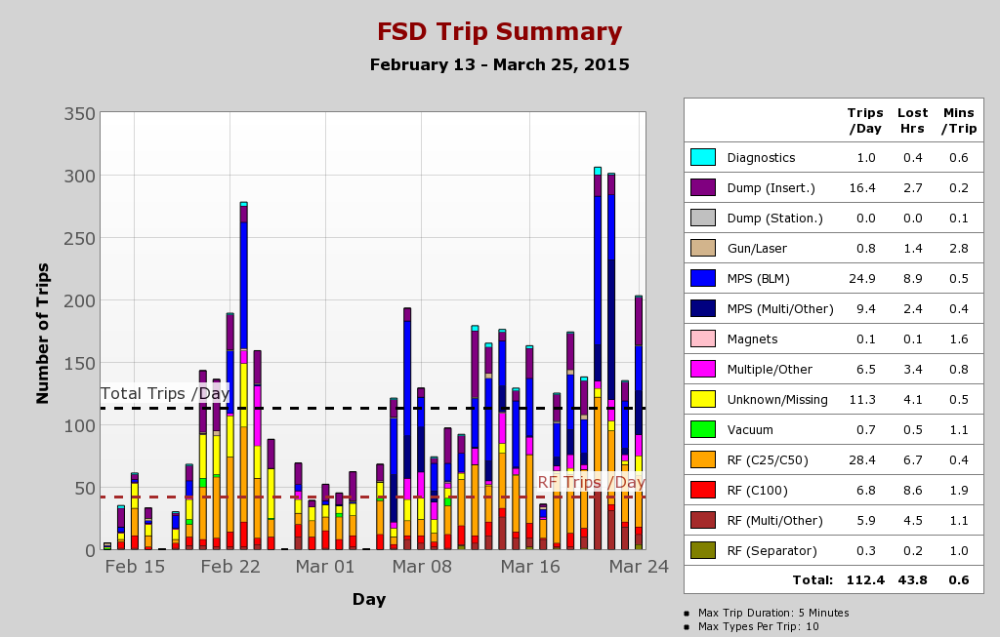 FSD Trip Summary
February 13 - March 25, 2015
Number of Trips
350
300
250
200
150
100
50
0
Total Trips /Day
RF Trips /Day
Feb 15 Feb 22 Mar 01 Mar 08 Mar 16 Mar 24
Day
Trips /Day Lost Hrs Mins /Trip
Diagnostics 1.0 0.4 0.6
Dump (Insert.) 16.4 2.7 0.2
Dump (Station.) 0.0 0.0 0.1
Gun/Laser 0.8 1.4 2.8
MPS (BLM) 24.9 8.9 0.5
MPS (Multi/Other) 9.4 2.4 0.4
Magnets 0.1 0.1 1.6
Multiple/Other 6.5 3.4 0.8
Unknown/Missing 11.3 4.1 0.5
Vacuum 0.7 0.5 1.1
RF (C25/C50) 28.4 6.7 0.4
RF (C100) 6.8 8.6 1.9
RF (Multi/Other) 5.9 4.5 1.1
RF (Separator) 0.3 0.2 1.0
Total: 112.4 43.8 0.6
▪ Max Trip Duration: 5 Minutes
▪ Max Types Per Trip: 10